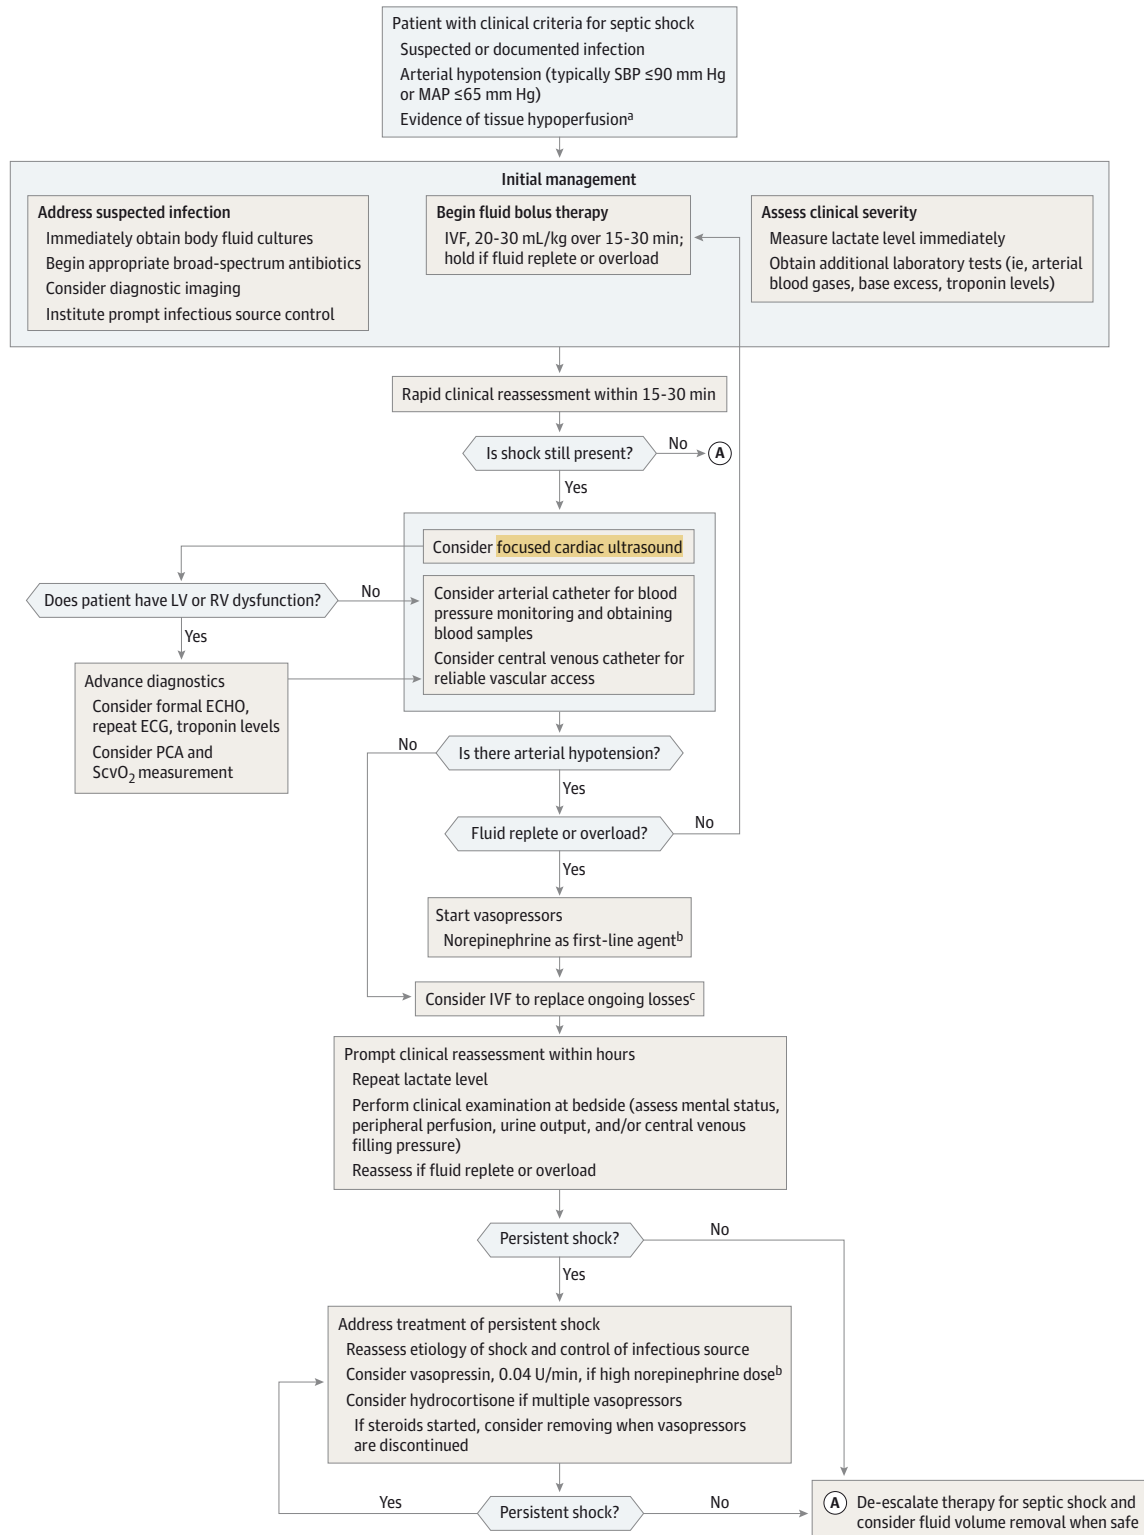 Patient with clinical criteria for septic shock
Suspected or documented infection
Arterial hypotension (typically SBP ≤90 mm Hg
or MAP ≤65 mm Hg)
Evidence of tissue hypoperfusionᵃ
Initial management
Address suspected infection
Immediately obtain body fluid cultures
Begin appropriate broad-spectrum antibiotics
Consider diagnostic imaging
Institute prompt infectious source control
Begin fluid bolus therapy
IVF, 20-30 mL/kg over 15-30 min;
hold if fluid replete or overload
Assess clinical severity
Measure lactate level immediately
Obtain additional laboratory tests (ie, arterial
blood gases, base excess, troponin levels)
Rapid clinical reassessment within 15-30 min
Is shock still present?
No
A
Yes
Consider focused cardiac ultrasound
Does patient have LV or RV dysfunction?
No
Yes
Consider arterial catheter for blood
pressure monitoring and obtaining
blood samples
Consider central venous catheter for
reliable vascular access
Advance diagnostics
Consider formal ECHO,
repeat ECG, troponin levels
Consider PCA and
ScvO₂ measurement
Is there arterial hypotension?
No
Yes
Fluid replete or overload?
No
Yes
Start vasopressors
Norepinephrine as first-line agentᵇ
Consider IVF to replace ongoing lossesᶜ
Prompt clinical reassessment within hours
Repeat lactate level
Perform clinical examination at bedside (assess mental status,
peripheral perfusion, urine output, and/or central venous
filling pressure)
Reassess if fluid replete or overload
Persistent shock?
No
Yes
Address treatment of persistent shock
Reassess etiology of shock and control of infectious source
Consider vasopressin, 0.04 U/min, if high norepinephrine doseᵇ
Consider hydrocortisone if multiple vasopressors
If steroids started, consider removing when vasopressors
are discontinued
Yes
Persistent shock?
No
A De-escalate therapy for septic shock and
consider fluid volume removal when safe